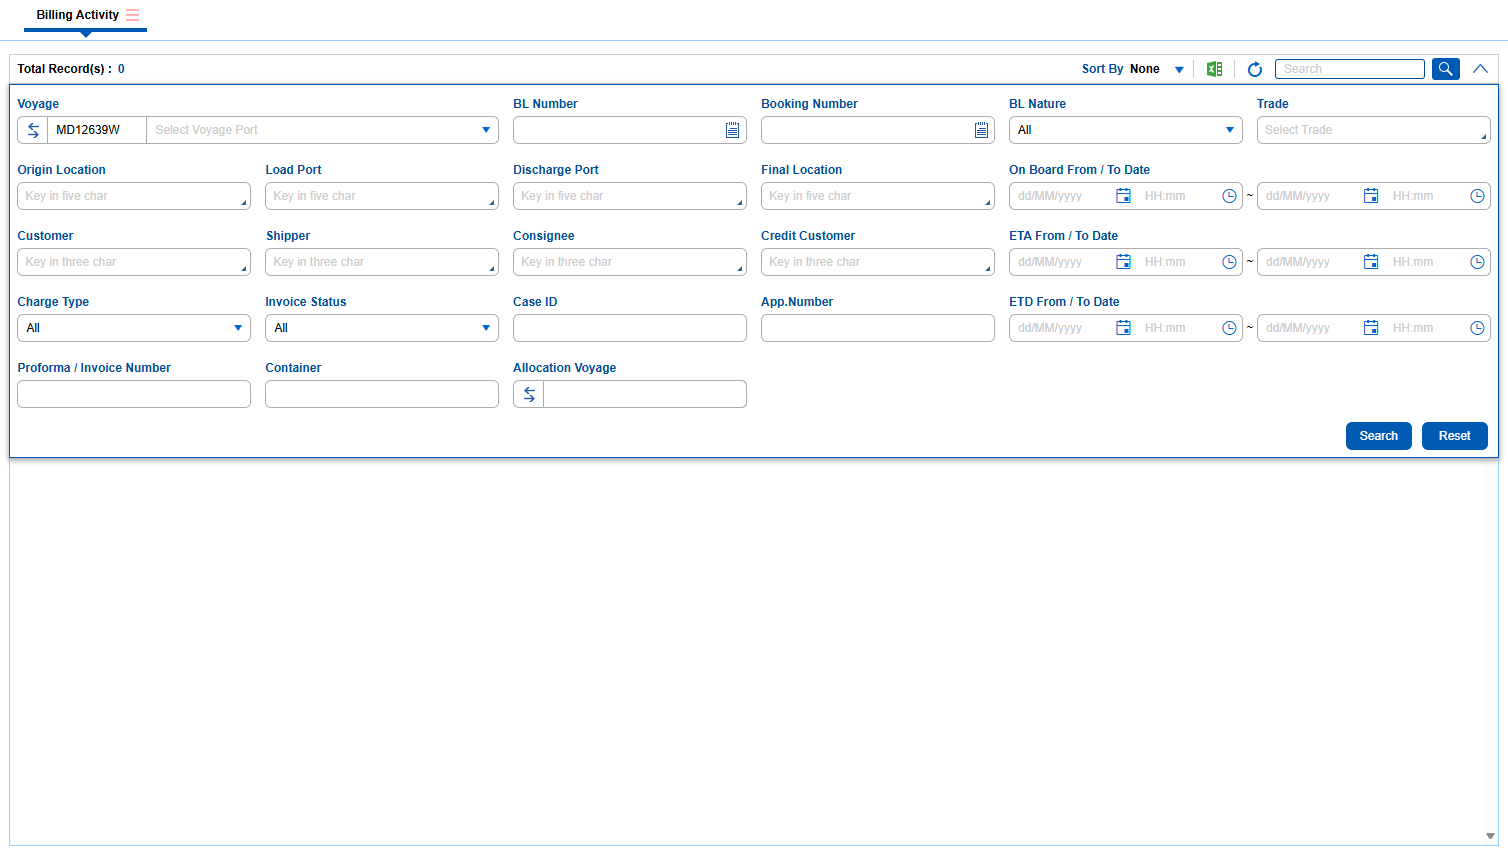 Billing Activity
Total Record(s) : 0
Sort By None
Search
Voyage
BL Number
Booking Number
BL Nature
Trade
MD12639W
Select Voyage Port
All
Select Trade
Origin Location
Load Port
Discharge Port
Final Location
On Board From / To Date
Key in five char
Key in five char
Key in five char
Key in five char
dd/MM/yyyy
HH:mm
~
dd/MM/yyyy
HH:mm
Customer
Shipper
Consignee
Credit Customer
ETA From / To Date
Key in three char
Key in three char
Key in three char
Key in three char
dd/MM/yyyy
HH:mm
~
dd/MM/yyyy
HH:mm
Charge Type
Invoice Status
Case ID
App.Number
ETD From / To Date
All
All
dd/MM/yyyy
HH:mm
~
dd/MM/yyyy
HH:mm
Proforma / Invoice Number
Container
Allocation Voyage
Search
Reset